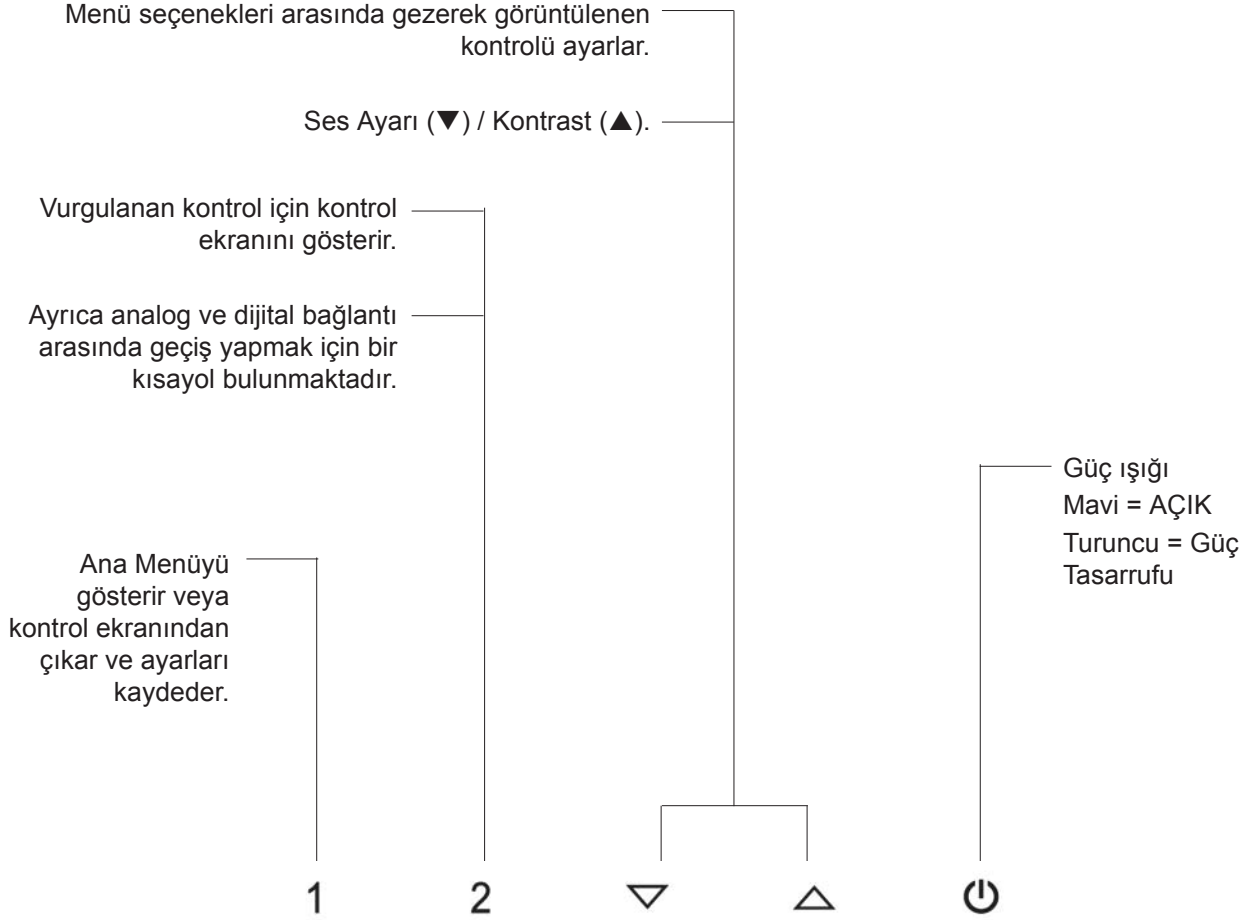 Menü seçenekleri arasında gezerek görüntülenen
kontrolü ayarlar.
Ses Ayarı (▼) / Kontrast (▲).
Vurgulanan kontrol için kontrol
ekranını gösterir.
Ayrıca analog ve dijital bağlantı
arasında geçiş yapmak için bir
kısayol bulunmaktadır.
Güç ışığı
Mavi = AÇIK
Turuncu = Güç
Tasarrufu
Ana Menüyü
gösterir veya
kontrol ekranından
çıkar ve ayarları
kaydeder.
1 2 ▽ △ ⏻